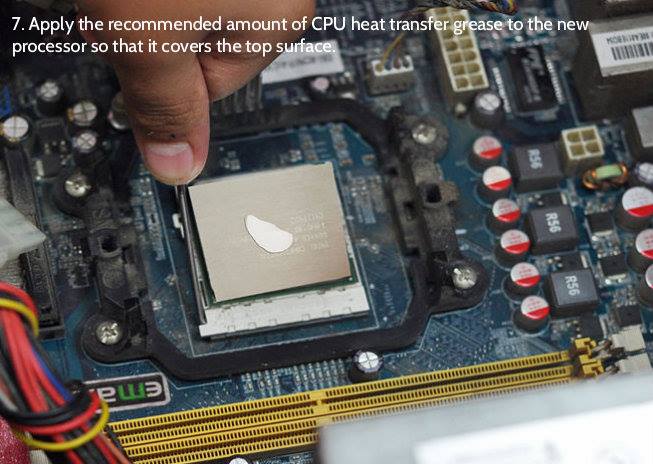 7. Apply the recommended amount of CPU heat transfer grease to the new
processor so that it covers the top surface.
R56
R56
R56
ema